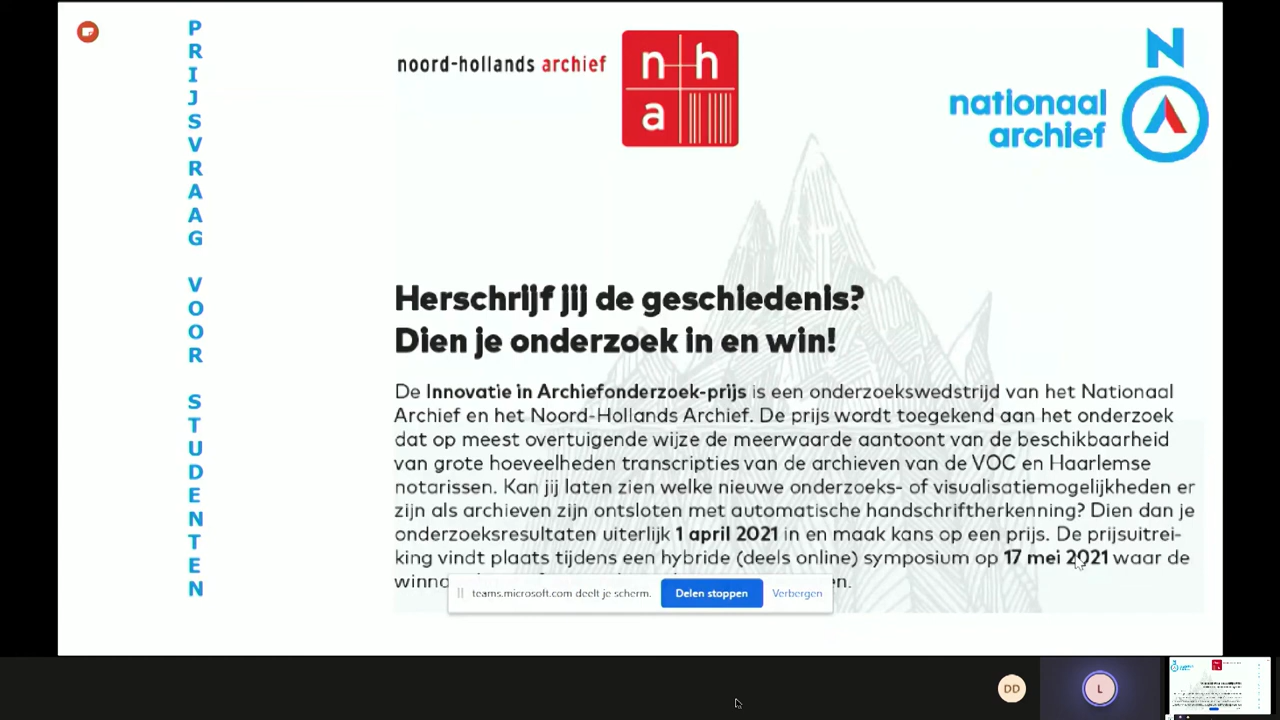 PRIJSVRAAG VOOR STUDENTEN
noord-hollands archief
n h
a
N
nationaal
archief
Herschrijf jij de geschiedenis?
Dien je onderzoek in en win!
De Innovatie in Archiefonderzoek-prijs is een onderzoekswedstrijd van het Nationaal
Archief en het Noord-Hollands Archief. De prijs wordt toegekend aan het onderzoek
dat op meest overtuigende wijze de meerwaarde aantoont van de beschikbaarheid
van grote hoeveelheden transcripties van de archieven van de VOC en Haarlemse
notarissen. Kan jij laten zien welke nieuwe onderzoeks- of visualisatiemogelijkheden er
zijn als archieven zijn ontsloten met automatische handschriftherkenning? Dien dan je
onderzoeksresultaten uiterlijk 1 april 2021 in en maak kans op een prijs. De prijsuitrei-
king vindt plaats tijdens een hybride (deels online) symposium op 17 mei 2021 waar de
teams.microsoft.com deelt je scherm.
Delen stoppen
Verbergen
DD
L